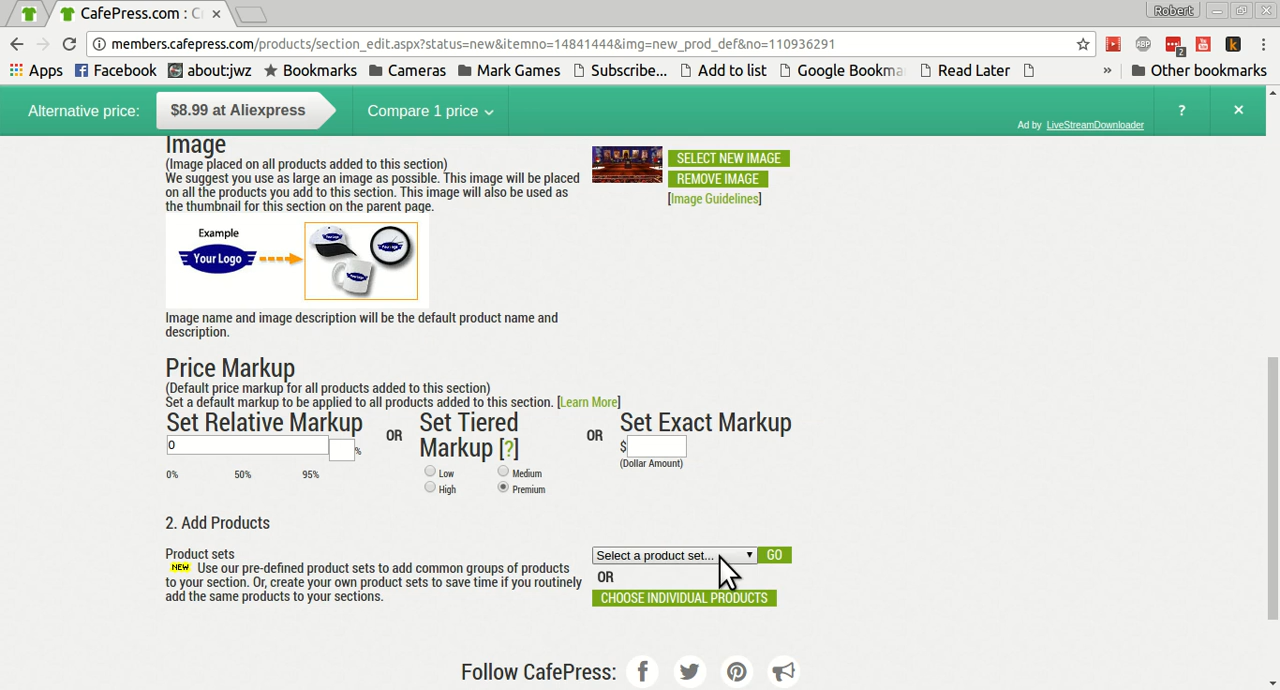 CafePress.com : C
Robert
members.cafepress.com/products/section_edit.aspx?status=new&itemno=14841444&img=new_prod_def&no=110936291
ABP
2
You
k
Apps
Facebook
about:jwz
Bookmarks
Cameras
Mark Games
Subscribe...
Add to list
Google Bookma
Read Later
»
Other bookmarks
Alternative price:
$8.99 at Aliexpress
Compare 1 price
?
×
Ad by LiveStreamDownloader
Image
(Image placed on all products added to this section)
We suggest you use as large an image as possible. This image will be placed
on all the products you add to this section. This image will also be used as
the thumbnail for this section on the parent page.
SELECT NEW IMAGE
REMOVE IMAGE
[Image Guidelines]
Example
Your Logo
Your Logo
Your Logo
Image name and image description will be the default product name and
description.
Price Markup
(Default price markup for all products added to this section)
Set a default markup to be applied to all products added to this section. [Learn More]
Set Relative Markup
0
%
0% 50% 95%
OR
Set Tiered
Markup [?]
Low Medium
High Premium
OR
Set Exact Markup
$
(Dollar Amount)
2. Add Products
Product sets
NEW Use our pre-defined product sets to add common groups of products
to your section. Or, create your own product sets to save time if you routinely
add the same products to your sections.
Select a product set...
GO
OR
CHOOSE INDIVIDUAL PRODUCTS
Follow CafePress: